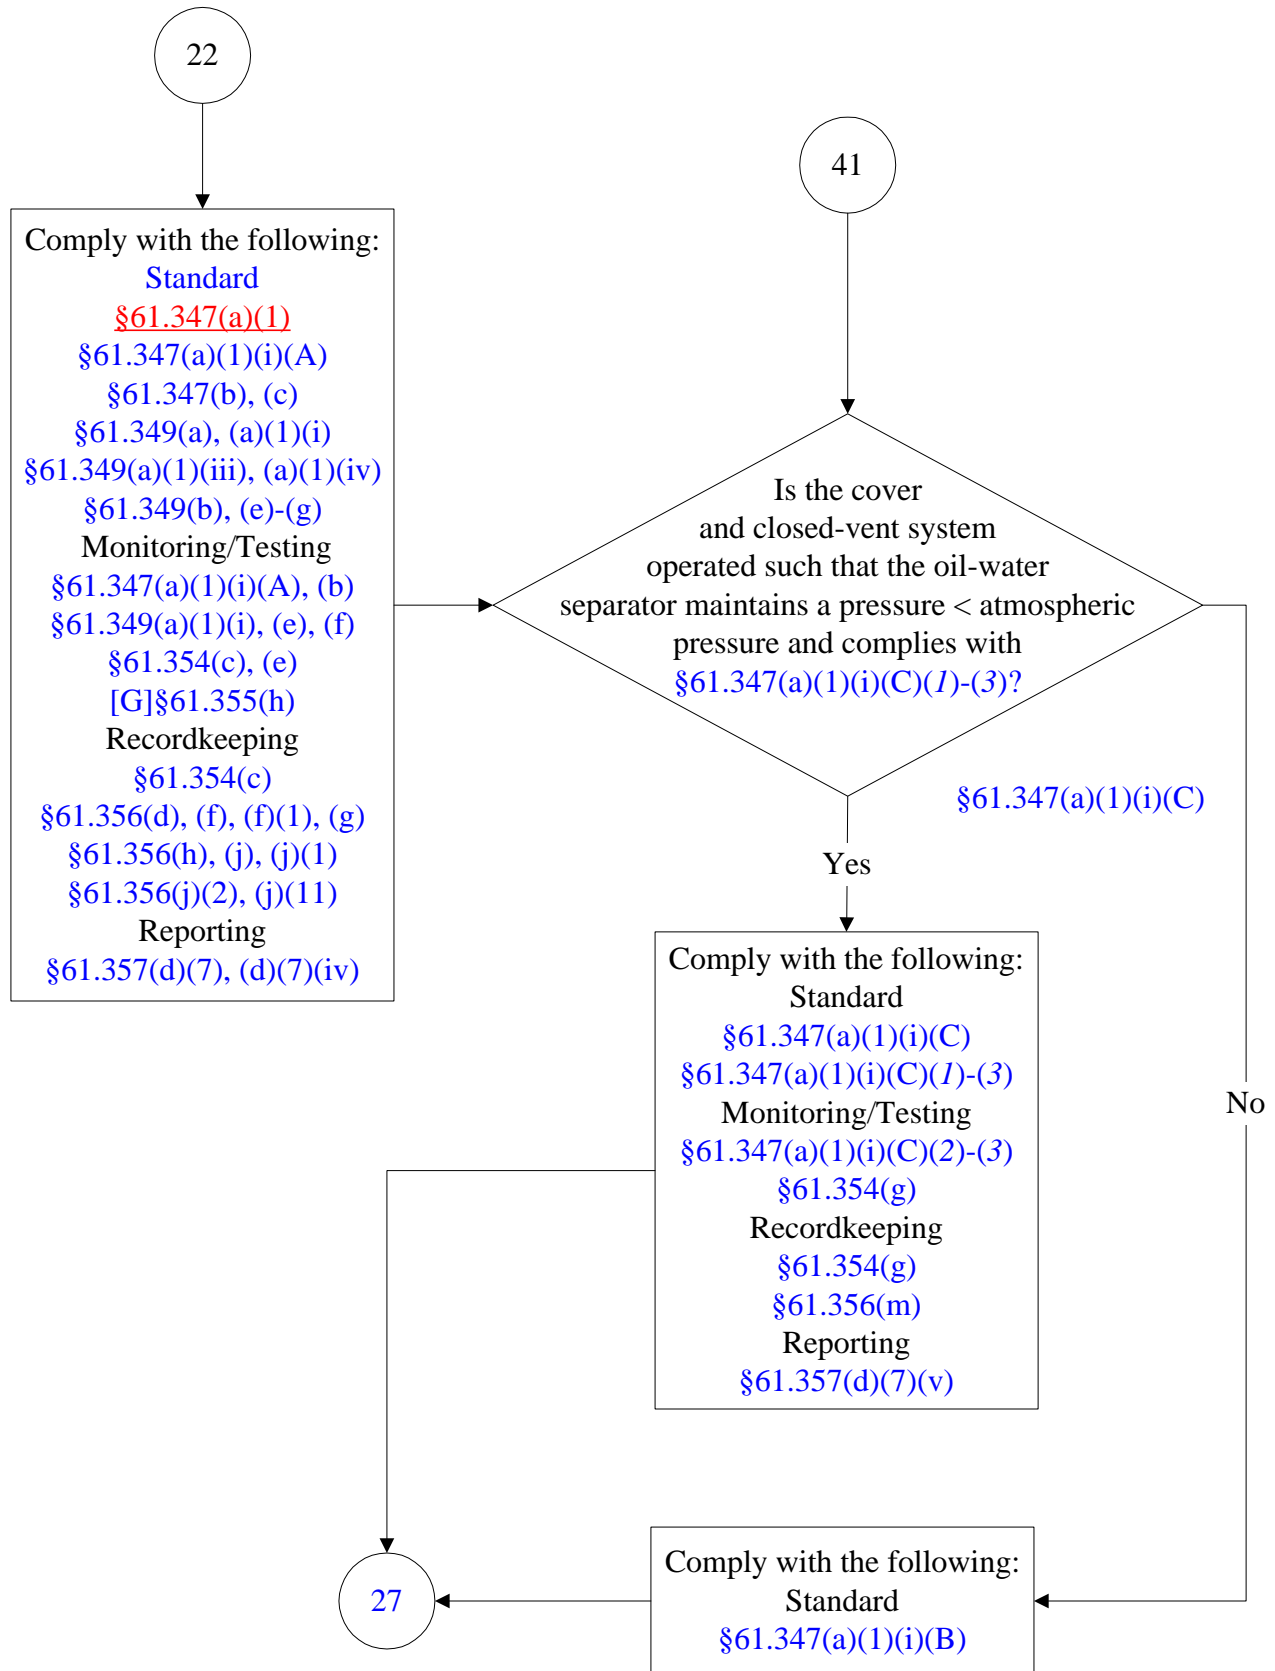 22
Comply with the following:
Standard
§61.347(a)(1)
§61.347(a)(1)(i)(A)
§61.347(b), (c)
§61.349(a), (a)(1)(i)
§61.349(a)(1)(iii), (a)(1)(iv)
§61.349(b), (e)-(g)
Monitoring/Testing
§61.347(a)(1)(i)(A), (b)
§61.349(a)(1)(i), (e), (f)
§61.354(c), (e)
[G]§61.355(h)
Recordkeeping
§61.354(c)
§61.356(d), (f), (f)(1), (g)
§61.356(h), (j), (j)(1)
§61.356(j)(2), (j)(11)
Reporting
§61.357(d)(7), (d)(7)(iv)
41
Is the cover
and closed-vent system
operated such that the oil-water
separator maintains a pressure < atmospheric
pressure and complies with
§61.347(a)(1)(i)(C)(1)-(3)?
§61.347(a)(1)(i)(C)
Yes
No
Comply with the following:
Standard
§61.347(a)(1)(i)(C)
§61.347(a)(1)(i)(C)(1)-(3)
Monitoring/Testing
§61.347(a)(1)(i)(C)(2)-(3)
§61.354(g)
Recordkeeping
§61.354(g)
§61.356(m)
Reporting
§61.357(d)(7)(v)
Comply with the following:
Standard
§61.347(a)(1)(i)(B)
27